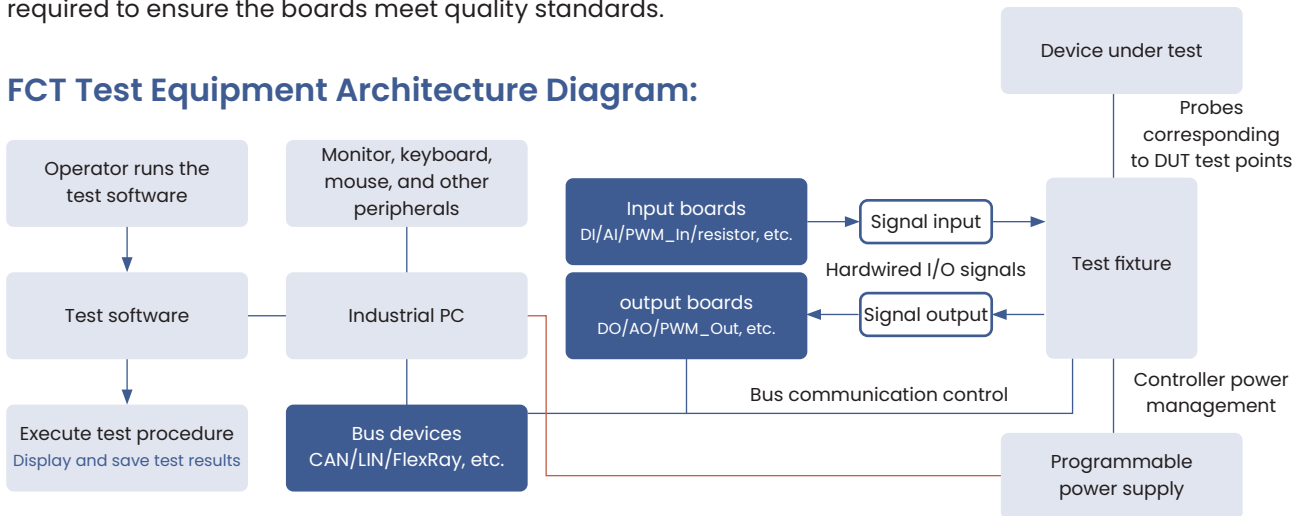 required to ensure the boards meet quality standards.
FCT Test Equipment Architecture Diagram:
Device under test
Probes
corresponding
to DUT test points
Operator runs the
test software
Monitor, keyboard,
mouse, and other
peripherals
Input boards
DI/AI/PWM_In/resistor, etc.
Signal input
Hardwired I/O signals
Test fixture
Test software
Industrial PC
output boards
DO/AO/PWM_Out, etc.
Signal output
Bus communication control
Controller power
management
Execute test procedure
Display and save test results
Bus devices
CAN/LIN/FlexRay, etc.
Programmable
power supply